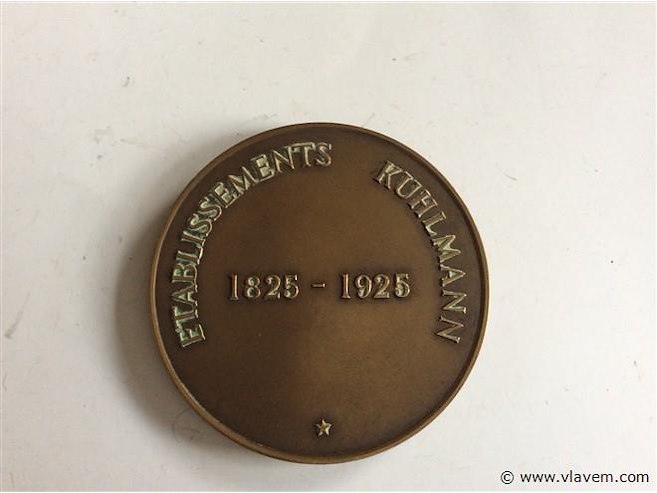 ETABLISSEMENTS KUHLMANN
1825 - 1925
© www.vlavem.com